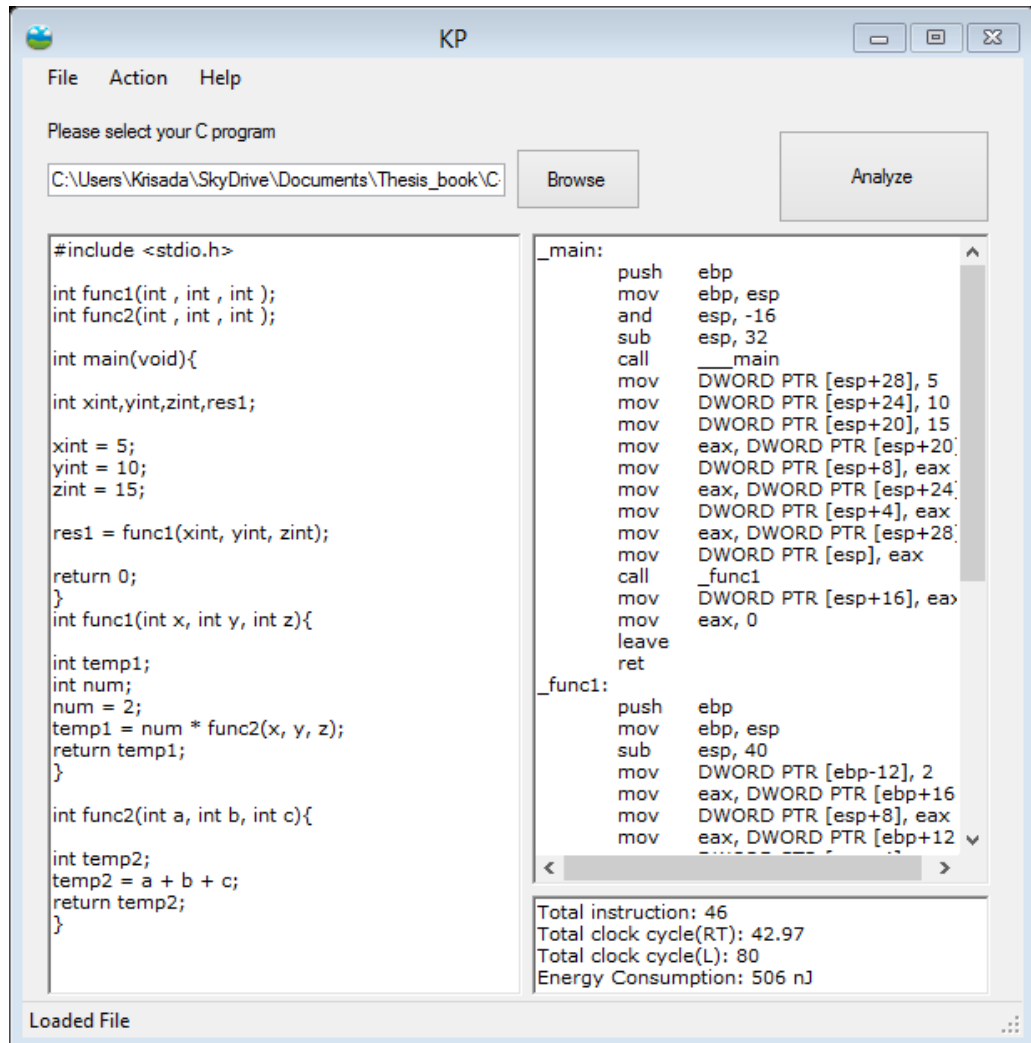 KP
File Action Help
Please select your C program
C:\Users\Krisada\SkyDrive\Documents\Thesis_book\C- Browse Analyze
#include <stdio.h>
int func1(int , int , int );
int func2(int , int , int );
int main(void){
int xint,yint,zint,res1;
xint = 5;
yint = 10;
zint = 15;
res1 = func1(xint, yint, zint);
return 0;
}
int func1(int x, int y, int z){
int temp1;
int num;
num = 2;
temp1 = num * func2(x, y, z);
return temp1;
}
int func2(int a, int b, int c){
int temp2;
temp2 = a + b + c;
return temp2;
}
_main:
push ebp
mov ebp, esp
and esp, -16
sub esp, 32
call ___main
mov DWORD PTR [esp+28], 5
mov DWORD PTR [esp+24], 10
mov DWORD PTR [esp+20], 15
mov eax, DWORD PTR [esp+20]
mov DWORD PTR [esp+8], eax
mov eax, DWORD PTR [esp+24]
mov DWORD PTR [esp+4], eax
mov eax, DWORD PTR [esp+28]
mov DWORD PTR [esp], eax
call _func1
mov DWORD PTR [esp+16], eax
mov eax, 0
leave
ret
_func1:
push ebp
mov ebp, esp
sub esp, 40
mov DWORD PTR [ebp-12], 2
mov eax, DWORD PTR [ebp+16
mov DWORD PTR [esp+8], eax
mov eax, DWORD PTR [ebp+12
Total instruction: 46
Total clock cycle(RT): 42.97
Total clock cycle(L): 80
Energy Consumption: 506 nJ
Loaded File